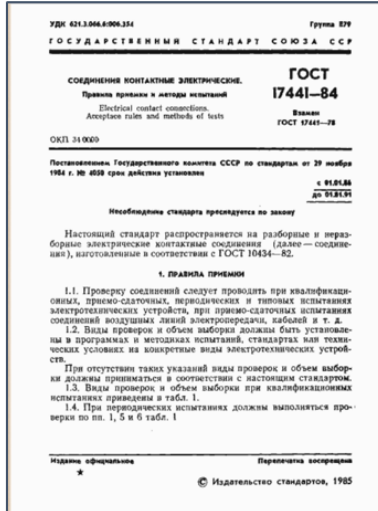 УДК 621.3.066.6:006.354 Группа Е79
ГОСУДАРСТВЕННЫЙ СТАНДАРТ СОЮЗА ССР
СОЕДИНЕНИЯ КОНТАКТНЫЕ ЭЛЕКТРИЧЕСКИЕ.
Правила приемки и методы испытаний
Electrical contact connections.
Acceptace rules and methods of tests
ГОСТ
17441—84
Взамен
ГОСТ 17441—78
ОКП 34 0000
Постановлением Государственного комитета СССР по стандартам от 29 ноября
1984 г. № 4050 срок действия установлен
с 01.01.86
до 01.01.91
Несоблюдение стандарта преследуется по закону
Настоящий стандарт распространяется на разборные и нераз-
борные электрические контактные соединения (далее — соедине-
ния), изготовленные в соответствии с ГОСТ 10434—82.
1. ПРАВИЛА ПРИЕМКИ
1.1. Проверку соединений следует проводить при квалификаци-
онных, приемо-сдаточных, периодических и типовых испытаниях
электротехнических устройств, при приемо-сдаточных испытаниях
соединений воздушных линий электропередачи, кабелей и т. д.
1.2. Виды проверок и объем выборки должны быть установле-
ны в программах и методиках испытаний, стандартах или техни-
ческих условиях на конкретные виды электротехнических устрой-
ств.
При отсутствии таких указаний виды проверок и объем выбор-
ки должны приниматься в соответствии с настоящим стандартом.
1.3. Виды проверок и объем выборки при квалификационных
испытаниях приведены в табл. 1.
1.4. При периодических испытаниях должны выполняться про-
верки по пп. 1, 5 и 6 табл. 1
Издание официальное Перепечатка воспрещена
★
© Издательство стандартов, 1985